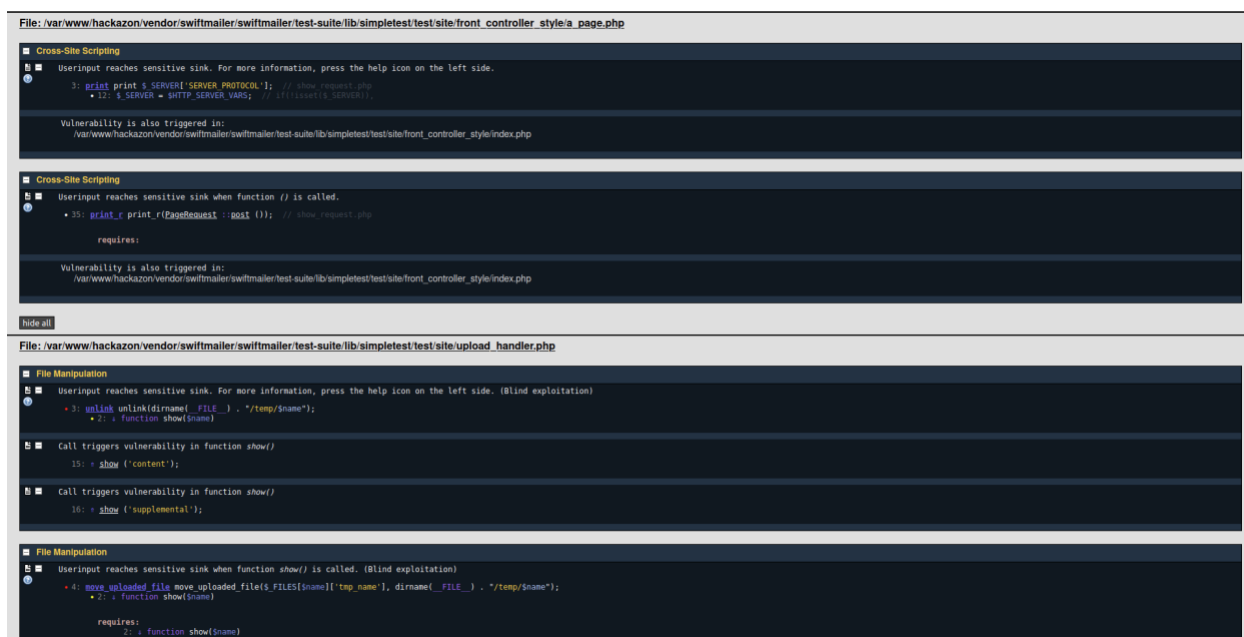 File: /var/www/hackazon/vendor/swiftmailer/swiftmailer/test-suite/lib/simpletest/test/site/front_controller_style/a_page.php
Cross-Site Scripting
Userinput reaches sensitive sink. For more information, press the help icon on the left side.
3: print print $_SERVER['SERVER_PROTOCOL']; // show_request.php
12: $_SERVER = $HTTP_SERVER_VARS; // if(!isset($_SERVER)),
Vulnerability is also triggered in:
/var/www/hackazon/vendor/swiftmailer/swiftmailer/test-suite/lib/simpletest/test/site/front_controller_style/index.php
Cross-Site Scripting
Userinput reaches sensitive sink when function () is called.
35: print_r print_r(PageRequest ::post ()); // show_request.php
requires:
Vulnerability is also triggered in:
/var/www/hackazon/vendor/swiftmailer/swiftmailer/test-suite/lib/simpletest/test/site/front_controller_style/index.php
hide all
File: /var/www/hackazon/vendor/swiftmailer/swiftmailer/test-suite/lib/simpletest/test/site/upload_handler.php
File Manipulation
Userinput reaches sensitive sink. For more information, press the help icon on the left side. (Blind exploitation)
3: unlink unlink(dirname(__FILE__) . "/temp/$name");
2: ↓ function show($name)
Call triggers vulnerability in function show()
15: ↑ show ('content');
Call triggers vulnerability in function show()
16: ↑ show ('supplemental');
File Manipulation
Userinput reaches sensitive sink when function show() is called. (Blind exploitation)
4: move_uploaded_file move_uploaded_file($_FILES[$name]['tmp_name'], dirname(__FILE__) . "/temp/$name");
2: ↓ function show($name)
requires:
2: ↓ function show($name)